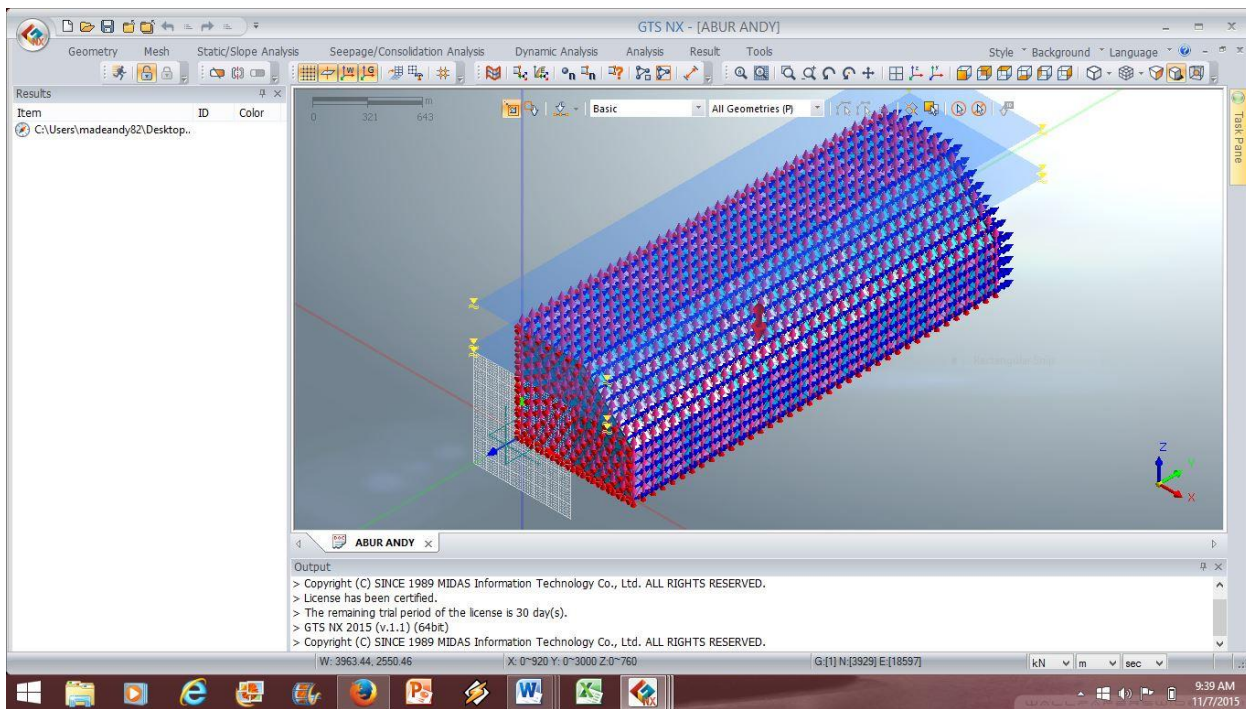 GTS NX - [ABUR ANDY]
Geometry Mesh Static/Slope Analysis Seepage/Consolidation Analysis Dynamic Analysis Analysis Result Tools Style Background Language
Results
Item ID Color
C:\Users\madeandy82\Desktop..
m
0 321 643
Basic All Geometries (P)
Task Pane
Z
Y
X
ABUR ANDY
Output
> Copyright (C) SINCE 1989 MIDAS Information Technology Co., Ltd. ALL RIGHTS RESERVED.
> License has been certified.
> The remaining trial period of the license is 30 day(s).
> GTS NX 2015 (v.1.1) (64bit)
> Copyright (C) SINCE 1989 MIDAS Information Technology Co., Ltd. ALL RIGHTS RESERVED.
W: 3963.44, 2550.46 X: 0~920 Y: 0~3000 Z:0~760 G:[1] N:[3929] E:[18597] kN m sec
9:39 AM
11/7/2015